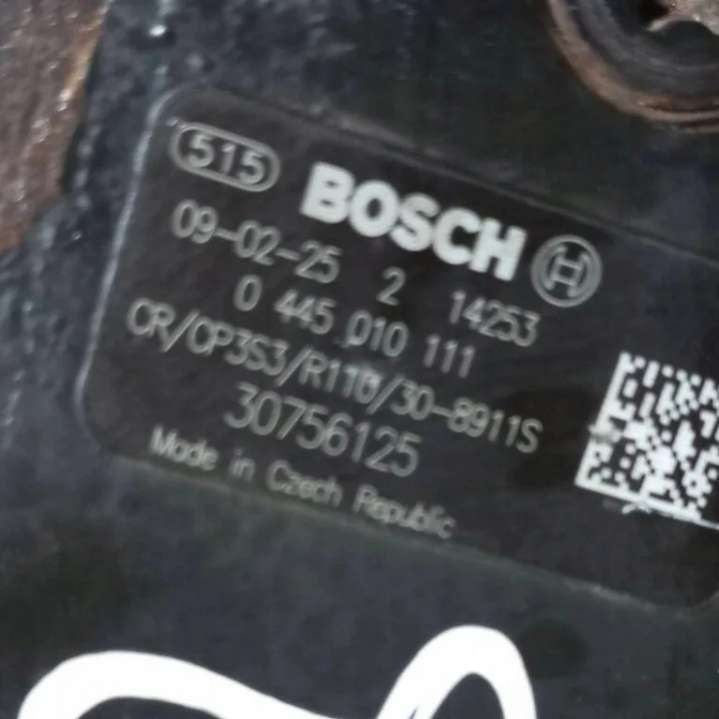 515 BOSCH H
09-02-25 2 14253
0 445 010 111
CR/CP3S3/R110/30-8911S
30756125
Made in Czech Republic